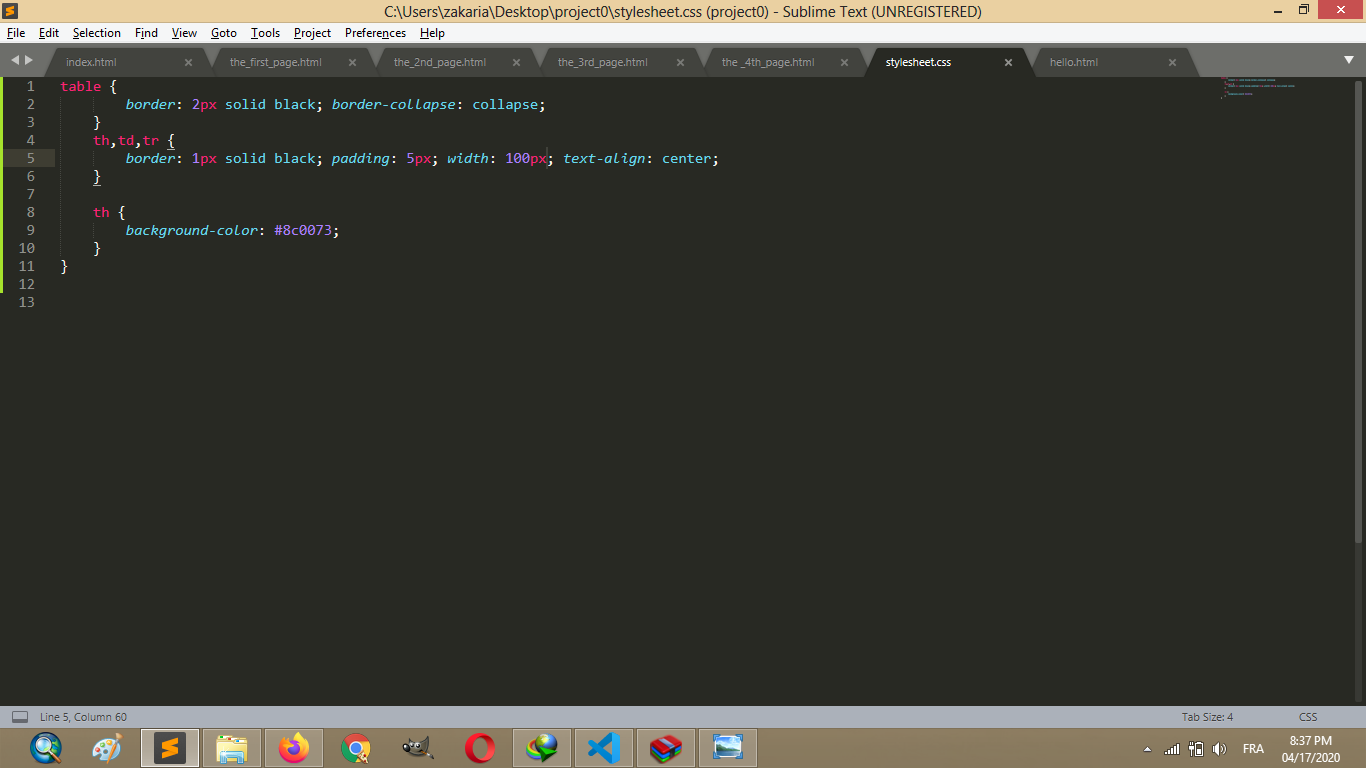 C:\Users\zakaria\Desktop\project0\stylesheet.css (project0) - Sublime Text (UNREGISTERED)
File Edit Selection Find View Goto Tools Project Preferences Help
index.html the_first_page.html the_2nd_page.html the_3rd_page.html the _4th_page.html stylesheet.css hello.html
1 table {
2 border: 2px solid black; border-collapse: collapse;
3 }
4 th,td,tr {
5 border: 1px solid black; padding: 5px; width: 100px; text-align: center;
6 }
7
8 th {
9 background-color: #8c0073;
10 }
11 }
12
13
Line 5, Column 60 Tab Size: 4 CSS
FRA 8:37 PM
04/17/2020